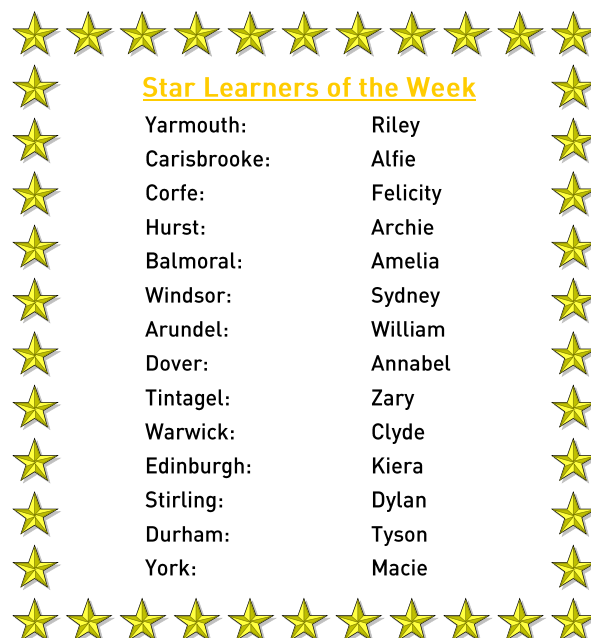 Star Learners of the Week
Yarmouth: Riley
Carisbrooke: Alfie
Corfe: Felicity
Hurst: Archie
Balmoral: Amelia
Windsor: Sydney
Arundel: William
Dover: Annabel
Tintagel: Zary
Warwick: Clyde
Edinburgh: Kiera
Stirling: Dylan
Durham: Tyson
York: Macie